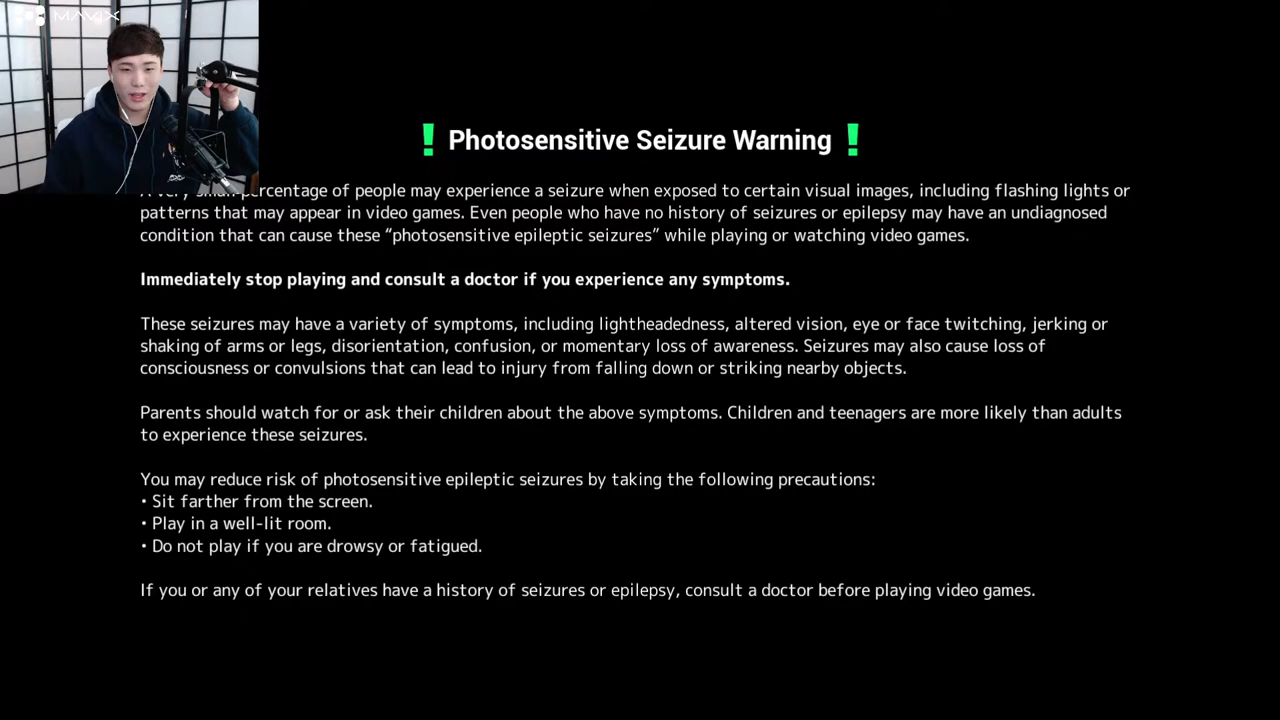 MAVIX
! Photosensitive Seizure Warning !
percentage of people may experience a seizure when exposed to certain visual images, including flashing lights or
patterns that may appear in video games. Even people who have no history of seizures or epilepsy may have an undiagnosed
condition that can cause these “photosensitive epileptic seizures” while playing or watching video games.
Immediately stop playing and consult a doctor if you experience any symptoms.
These seizures may have a variety of symptoms, including lightheadedness, altered vision, eye or face twitching, jerking or
shaking of arms or legs, disorientation, confusion, or momentary loss of awareness. Seizures may also cause loss of
consciousness or convulsions that can lead to injury from falling down or striking nearby objects.
Parents should watch for or ask their children about the above symptoms. Children and teenagers are more likely than adults
to experience these seizures.
You may reduce risk of photosensitive epileptic seizures by taking the following precautions:
• Sit farther from the screen.
• Play in a well-lit room.
• Do not play if you are drowsy or fatigued.
If you or any of your relatives have a history of seizures or epilepsy, consult a doctor before playing video games.